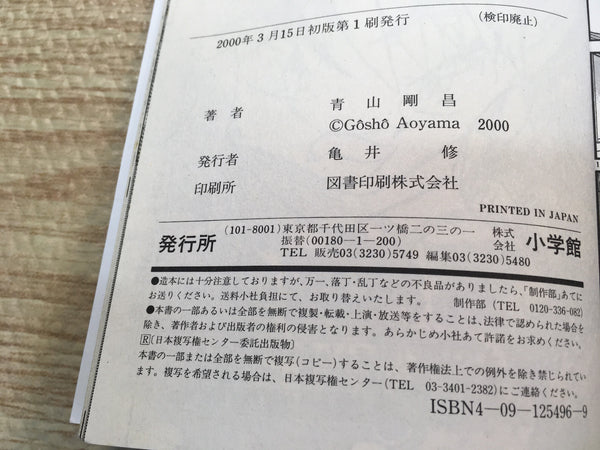 2000年3月15日初版第1刷発行 (検印廃止)
著者 青山剛昌
©Gôshô Aoyama 2000
発行者 亀井 修
印刷所 図書印刷株式会社
PRINTED IN JAPAN
発行所 (101-8001)東京都千代田区一ツ橋二の三の一 株式会社 小学館
振替(00180-1-200)
TEL 販売03(3230)5749 編集03(3230)5480
●造本には十分注意しておりますが、万一、落丁・乱丁などの不良品がありましたら、「制作部」あてに
お送りください。送料小社負担にて、お取り替えいたします。 制作部(TEL 0120-336-082)
●本書の一部あるいは全部を無断で複製・転載・上演・放送等をすることは、法律で認められた場合を
除き、著作者および出版者の権利の侵害となります。あらかじめ小社あて許諾をお求めください。
R[日本複写権センター委託出版物]
本書の一部または全部を無断で複写(コピー)することは、著作権法上での例外を除き禁じられてい
ます。複写を希望される場合は、日本複写権センター(TEL 03-3401-2382)にご連絡ください。
ISBN4-09-125496-9